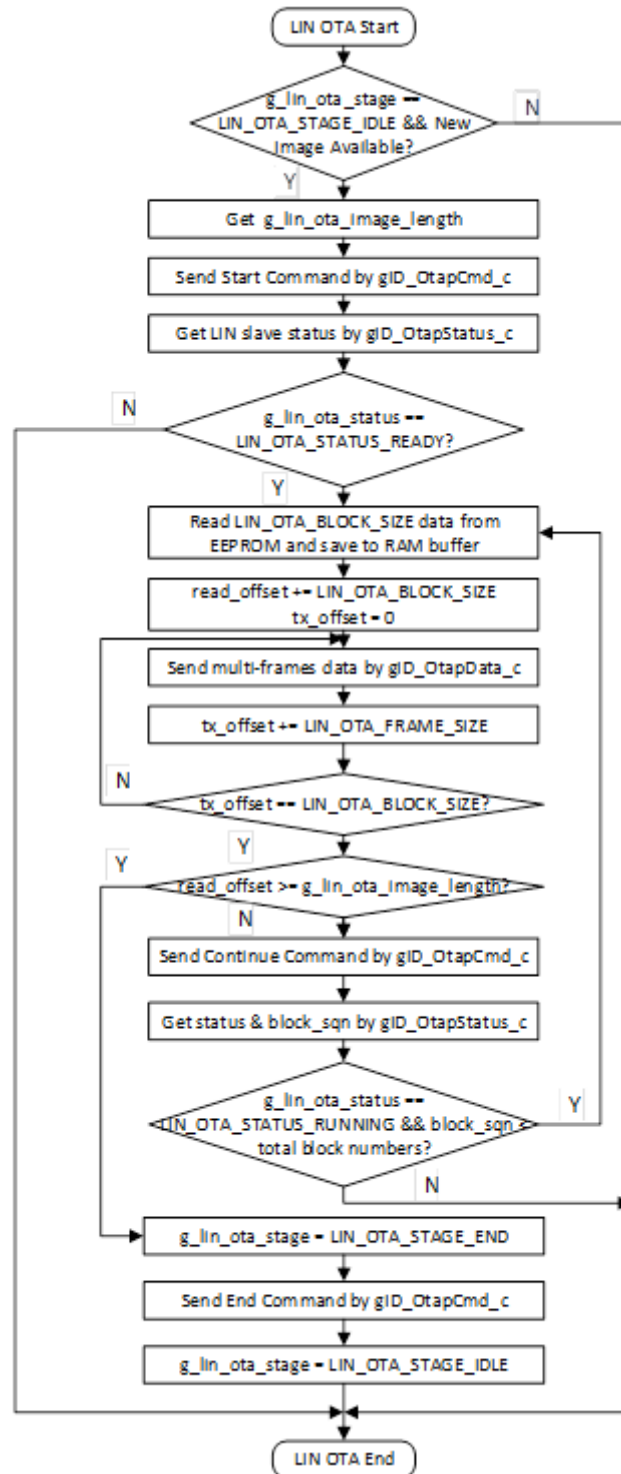 LIN OTA Start
g_lin_ota_stage ==
LIN_OTA_STAGE_IDLE && New
Image Available?
N
Y
Get g_lin_ota_image_length
Send Start Command by gID_OtapCmd_c
Get LIN slave status by gID_OtapStatus_c
N
g_lin_ota_status ==
LIN_OTA_STATUS_READY?
Y
Read LIN_OTA_BLOCK_SIZE data from
EEPROM and save to RAM buffer
read_offset += LIN_OTA_BLOCK_SIZE
tx_offset = 0
Send multi-frames data by gID_OtapData_c
tx_offset += LIN_OTA_FRAME_SIZE
N
tx_offset == LIN_OTA_BLOCK_SIZE?
Y
Y
read_offset >= g_lin_ota_image_length?
N
Send Continue Command by gID_OtapCmd_c
Get status & block_sqn by gID_OtapStatus_c
g_lin_ota_status ==
LIN_OTA_STATUS_RUNNING && block_sqn <
total block numbers?
Y
N
g_lin_ota_stage = LIN_OTA_STAGE_END
Send End Command by gID_OtapCmd_c
g_lin_ota_stage = LIN_OTA_STAGE_IDLE
LIN OTA End